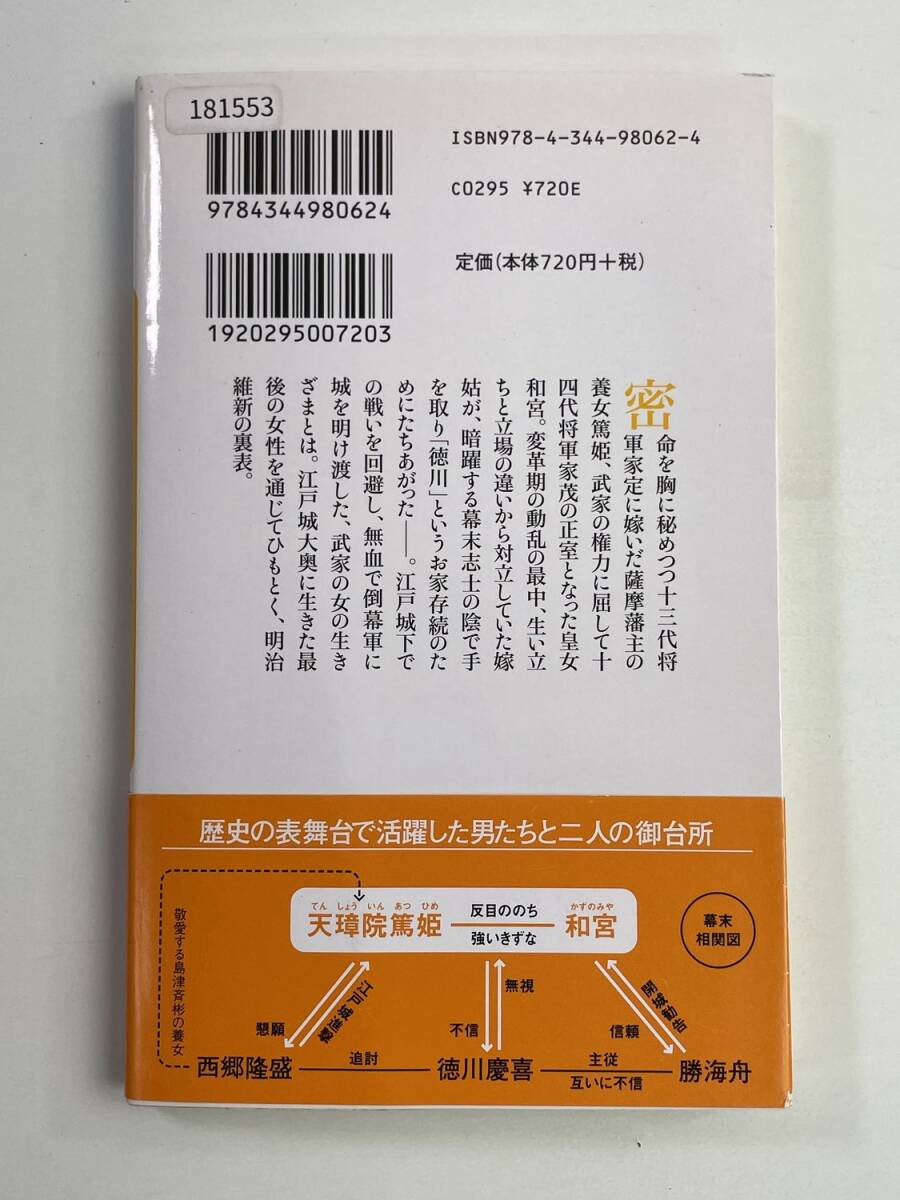 181553
ISBN978-4-344-98062-4
9784344980624
C0295 ¥720E
定価(本体720円+税)
1920295007203
密命を胸に秘めつつ十三代将
軍家定に嫁いだ薩摩藩主の
養女篤姫、武家の権力に屈して十
四代将軍家茂の正室となった皇女
和宮。変革期の動乱の最中、生い立
ちと立場の違いから対立していた嫁
姑が、暗躍する幕末志士の陰で手
を取り「徳川」というお家存続のた
めにたちあがった――。江戸城下で
の戦いを回避し、無血で倒幕軍に
城を明け渡した、武家の女の生き
ざまとは。江戸城大奥に生きた最
後の女性を通じてひもとく、明治
維新の裏表。
歴史の表舞台で活躍した男たちと二人の御台所
てんしょういんあつひめ
天璋院篤姫
反目ののち
強いきずな
かずのみや
和宮
幕末
相関図
敬愛する島津斉彬の養女
懇願
無視
不信
開城勧告
信頼
西郷隆盛
追討
徳川慶喜
主従
互いに不信
勝海舟